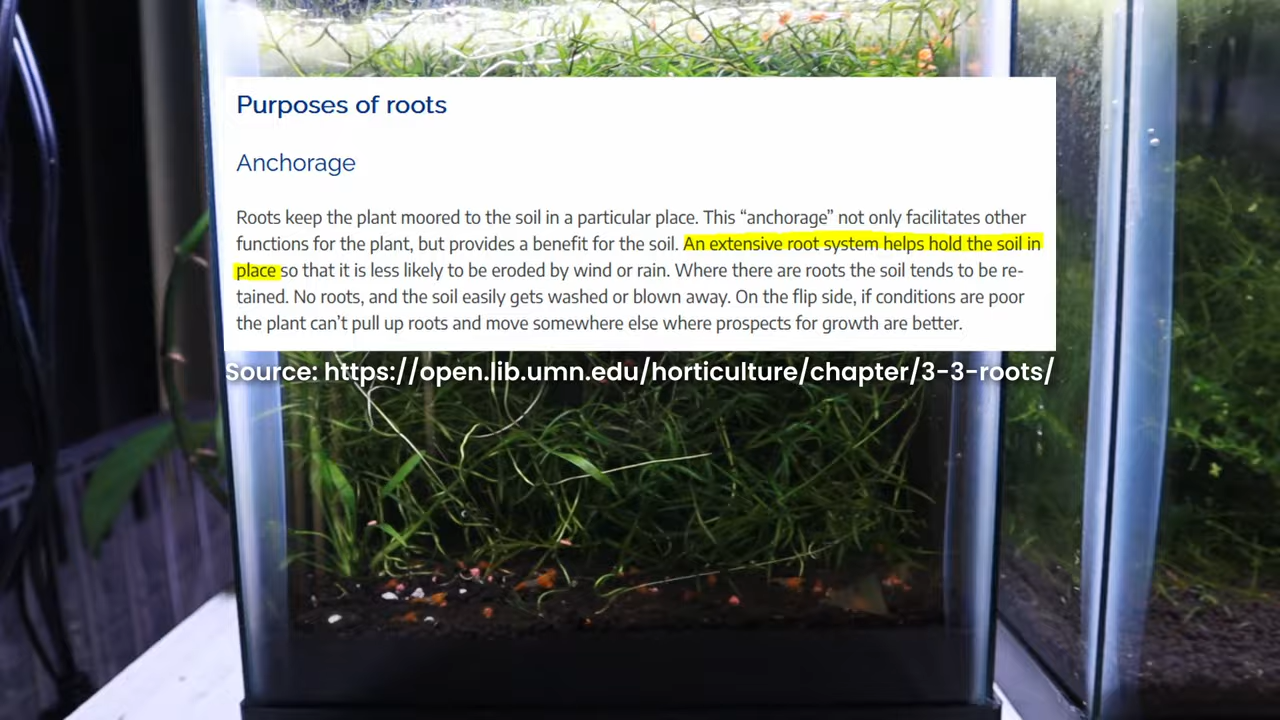 Purposes of roots
Anchorage
Roots keep the plant moored to the soil in a particular place. This “anchorage” not only facilitates other
functions for the plant, but provides a benefit for the soil. An extensive root system helps hold the soil in
place so that it is less likely to be eroded by wind or rain. Where there are roots the soil tends to be re-
tained. No roots, and the soil easily gets washed or blown away. On the flip side, if conditions are poor
the plant can’t pull up roots and move somewhere else where prospects for growth are better.
Source: https://open.lib.umn.edu/horticulture/chapter/3-3-roots/